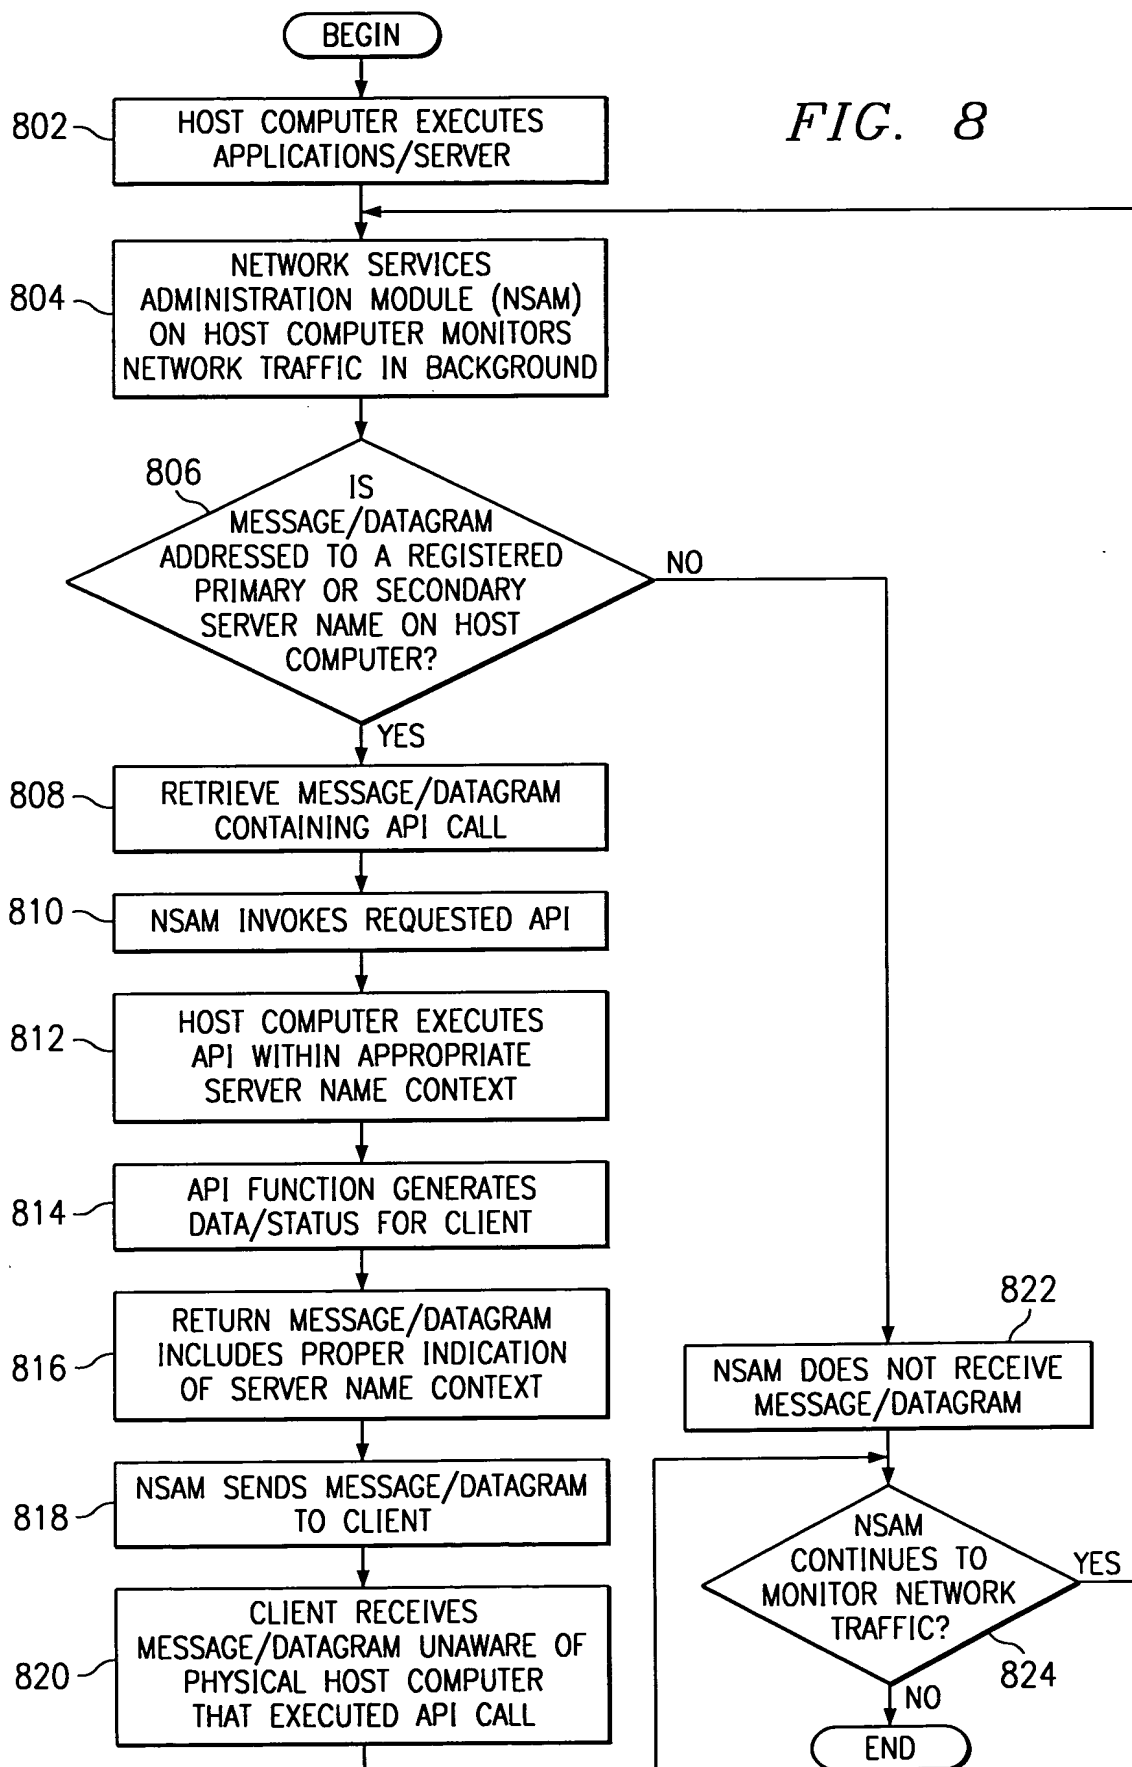 BEGIN
FIG. 8
802
HOST COMPUTER EXECUTES
APPLICATIONS/SERVER
804
NETWORK SERVICES
ADMINISTRATION MODULE (NSAM)
ON HOST COMPUTER MONITORS
NETWORK TRAFFIC IN BACKGROUND
806
IS
MESSAGE/DATAGRAM
ADDRESSED TO A REGISTERED
PRIMARY OR SECONDARY
SERVER NAME ON HOST
COMPUTER?
NO
YES
808
RETRIEVE MESSAGE/DATAGRAM
CONTAINING API CALL
810
NSAM INVOKES REQUESTED API
812
HOST COMPUTER EXECUTES
API WITHIN APPROPRIATE
SERVER NAME CONTEXT
814
API FUNCTION GENERATES
DATA/STATUS FOR CLIENT
816
RETURN MESSAGE/DATAGRAM
INCLUDES PROPER INDICATION
OF SERVER NAME CONTEXT
818
NSAM SENDS MESSAGE/DATAGRAM
TO CLIENT
820
CLIENT RECEIVES
MESSAGE/DATAGRAM UNAWARE OF
PHYSICAL HOST COMPUTER
THAT EXECUTED API CALL
822
NSAM DOES NOT RECEIVE
MESSAGE/DATAGRAM
NSAM
CONTINUES TO
MONITOR NETWORK
TRAFFIC?
YES
824
NO
END